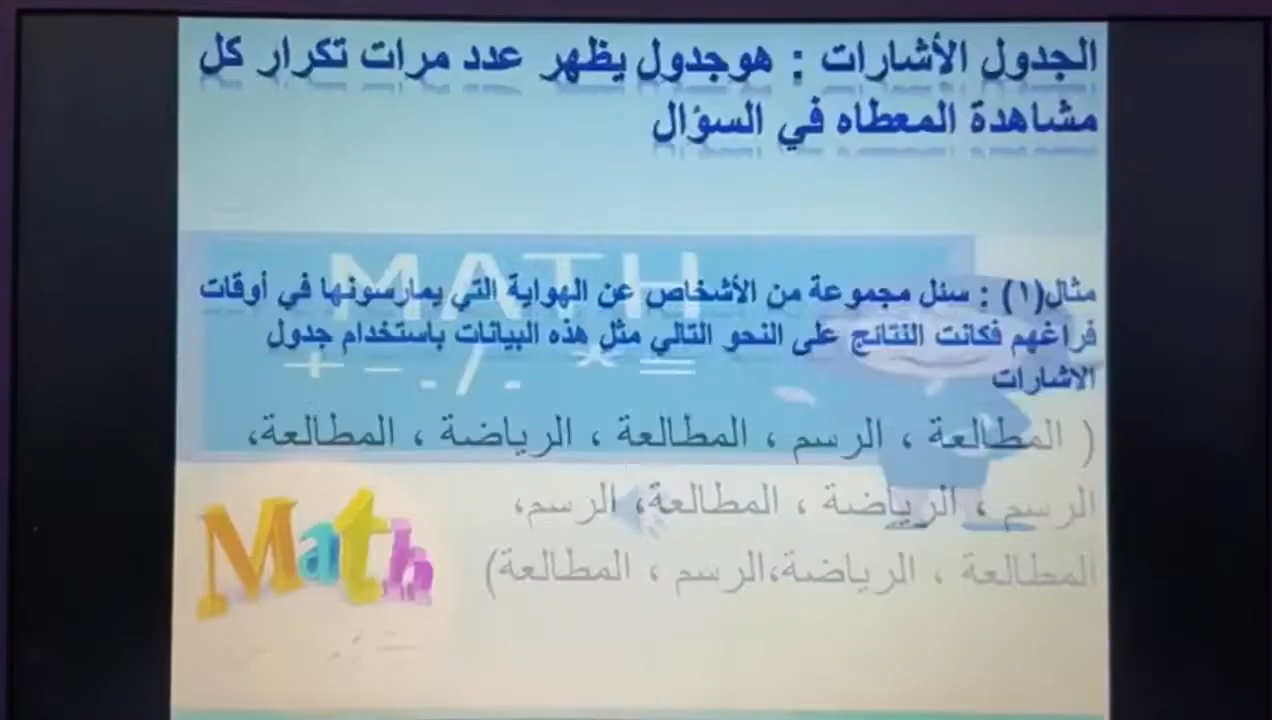 الجدول الأشارات : هوجدول يظهر عدد مرات تكرار كل
مشاهدة المعطاه في السؤال
MATH
مثال(١) : سئل مجموعة من الأشخاص عن الهواية التي يمارسونها في أوقات
فراغهم فكانت النتائج على النحو التالي مثل هذه البيانات باستخدام جدول
الاشارات
+ - . / . * =
( المطالعة ، الرسم ، المطالعة ، الرياضة ، المطالعة،
الرسم ، الرياضة ، المطالعة، الرسم،
المطالعة ، الرياضة،الرسم ، المطالعة)
Math